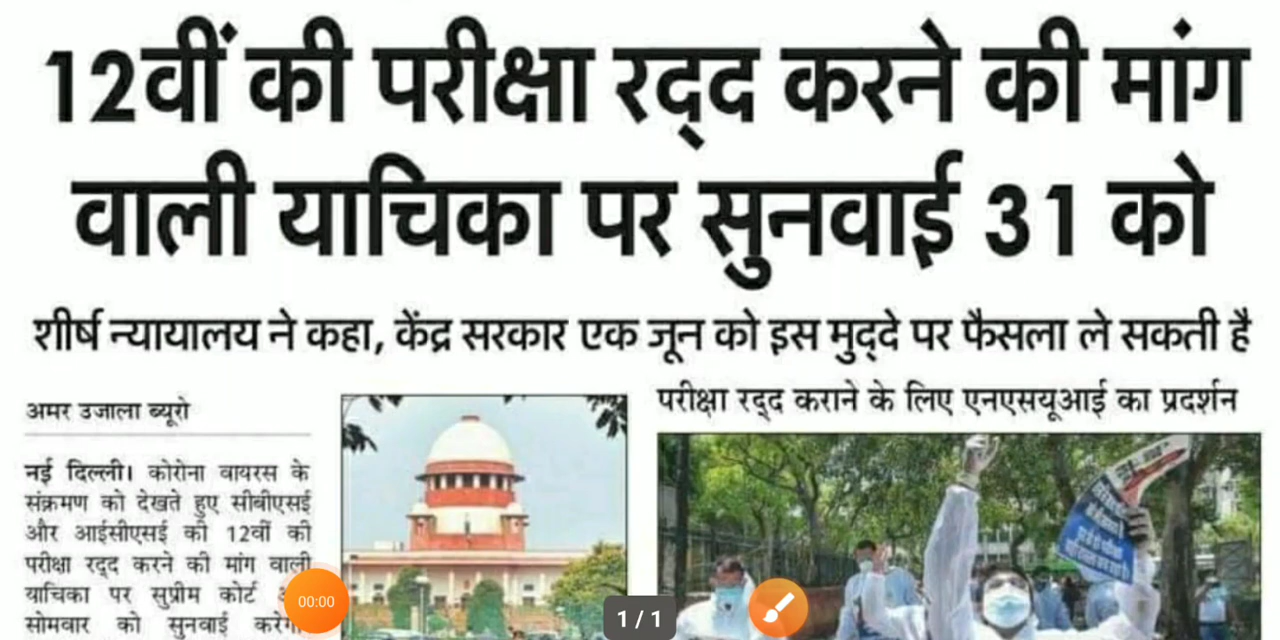 12वीं की परीक्षा रद्द करने की मांग
वाली याचिका पर सुनवाई 31 को
शीर्ष न्यायालय ने कहा, केंद्र सरकार एक जून को इस मुद्दे पर फैसला ले सकती है
अमर उजाला ब्यूरो
परीक्षा रद्द कराने के लिए एनएसयूआई का प्रदर्शन
नई दिल्ली। कोरोना वायरस के
संक्रमण को देखते हुए सीबीएसई
और आईसीएसई की 12वीं की
परीक्षा रद्द करने की मांग वाली
याचिका पर सुप्रीम कोर्ट
सोमवार को सुनवाई
00:00
1 / 1